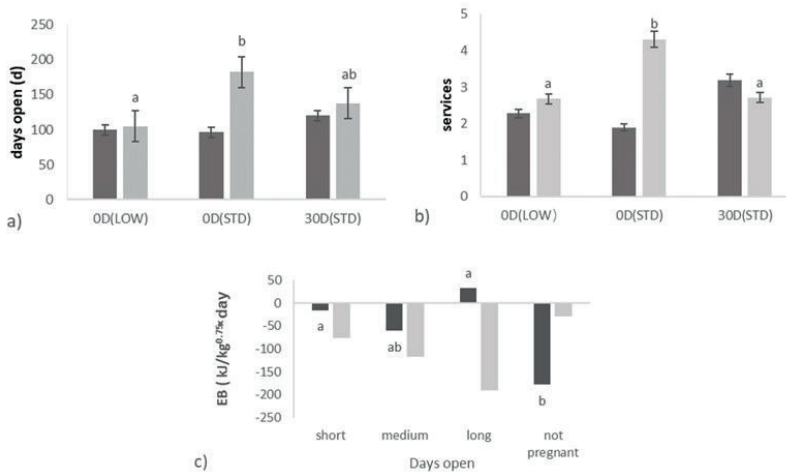 250
200
150
100
50
0
days open (d)
a
b
ab
0D(LOW) 0D(STD) 30D(STD)
a)
5
4
3
2
1
0
services
a
b
a
0D(LOW) 0D(STD) 30D(STD)
b)
50
0
-50
-100
-150
-200
-250
EB ( kJ/kg0.75x day
a
ab
a
b
short medium long not
pregnant
Days open
c)